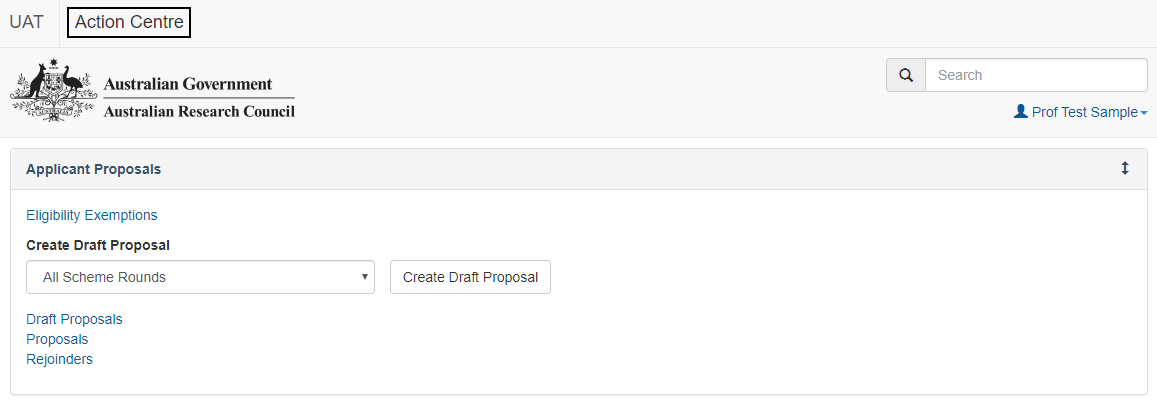 UAT Action Centre
Australian Government
Australian Research Council
Search
Prof Test Sample
Applicant Proposals
Eligibility Exemptions
Create Draft Proposal
All Scheme Rounds Create Draft Proposal
Draft Proposals
Proposals
Rejoinders